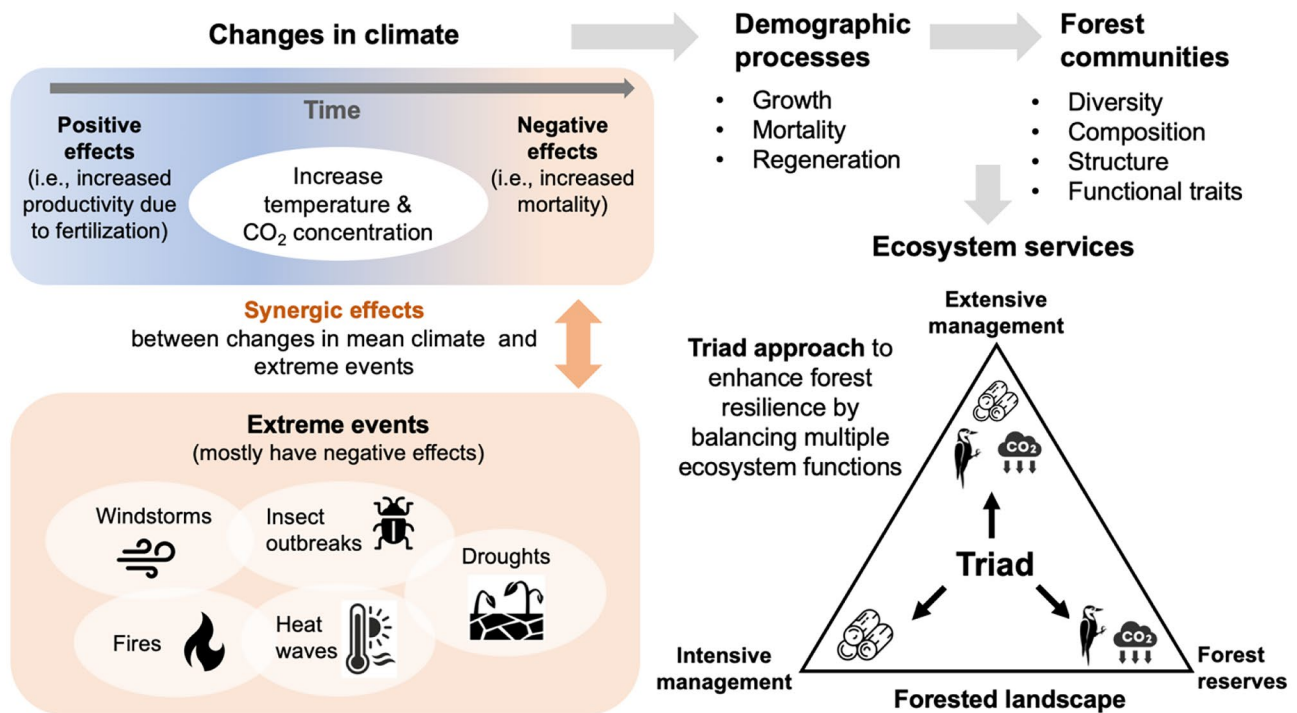 Changes in climate
Time
Positive
effects
(i.e., increased
productivity due
to fertilization)
Increase
temperature &
CO₂ concentration
Negative
effects
(i.e., increased
mortality)
Synergic effects
between changes in mean climate and
extreme events
Extreme events
(mostly have negative effects)
Windstorms
Insect
outbreaks
Droughts
Fires
Heat
waves
Demographic
processes
• Growth
• Mortality
• Regeneration
Forest
communities
• Diversity
• Composition
• Structure
• Functional traits
Ecosystem services
Extensive
management
Triad approach to
enhance forest
resilience by
balancing multiple
ecosystem functions
CO₂
Triad
CO₂
Intensive
management
Forested landscape
Forest
reserves